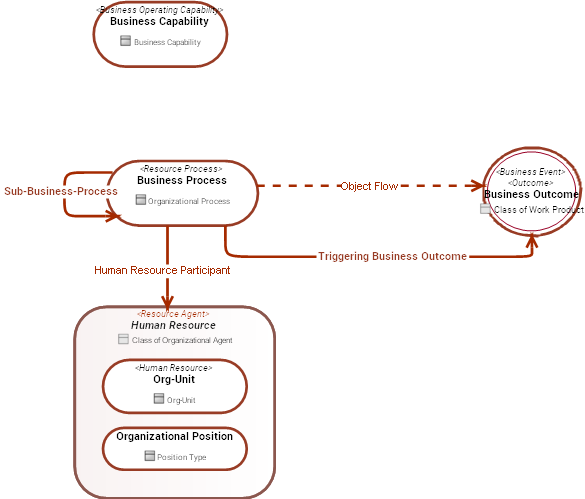 <Business Operating Capability>
Business Capability
Business Capability
<Resource Process>
Business Process
Organizational Process
Sub-Business-Process
Object Flow
<Business Event>
<Outcome>
Business Outcome
Class of Work Product
Triggering Business Outcome
Human Resource Participant
<Resource Agent>
Human Resource
Class of Organizational Agent
<Human Resource>
Org-Unit
Org-Unit
Organizational Position
Position Type